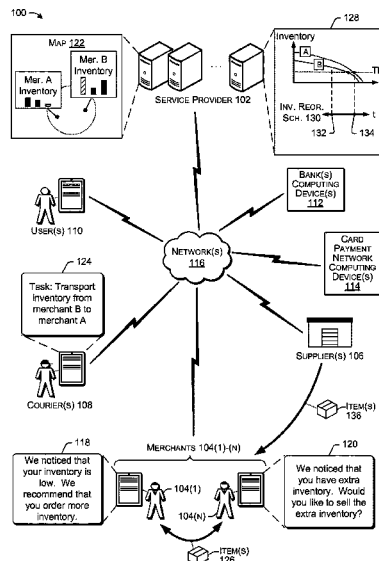 100
MAP 122
Mer. B
Inventory
Mer. A
Inventory
SERVICE PROVIDER 102
128
Inventory
A
B
INV. REOR.
SCH. 130
t
132
134
USER(S) 110
BANK(S)
COMPUTING
DEVICE(S)
112
NETWORK(S)
116
CARD
PAYMENT
NETWORK
COMPUTING
DEVICE(S)
114
124
Task: Transport
inventory from
merchant B to
merchant A
COURIER(S) 108
SUPPLIER(S) 106
ITEM(S)
136
MERCHANTS 104(1)-(N)
118
We noticed that
your inventory is
low. We
recommend that
you order more
inventory.
104(1)
104(N)
120
We noticed that
you have extra
inventory. Would
you like to sell
the extra
inventory?
ITEM(S)
126